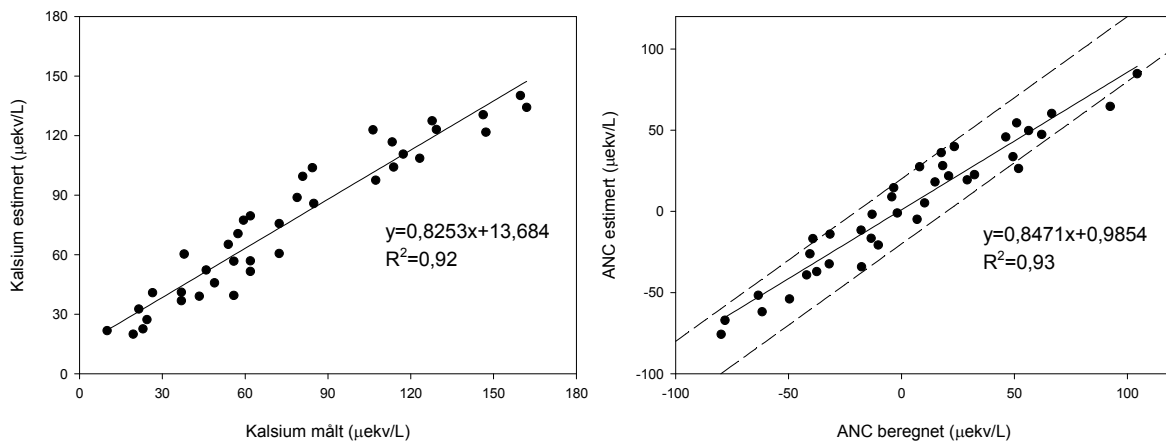 180
150
120
90
60
30
0
Kalsium estimert (µekv/L)
y=0,8253x+13,684
R²=0,92
0 30 60 90 120 150 180
Kalsium målt (µekv/L)
100
50
0
-50
-100
ANC estimert (µekv/L)
y=0,8471x+0,9854
R²=0,93
-100 -50 0 50 100
ANC beregnet (µekv/L)